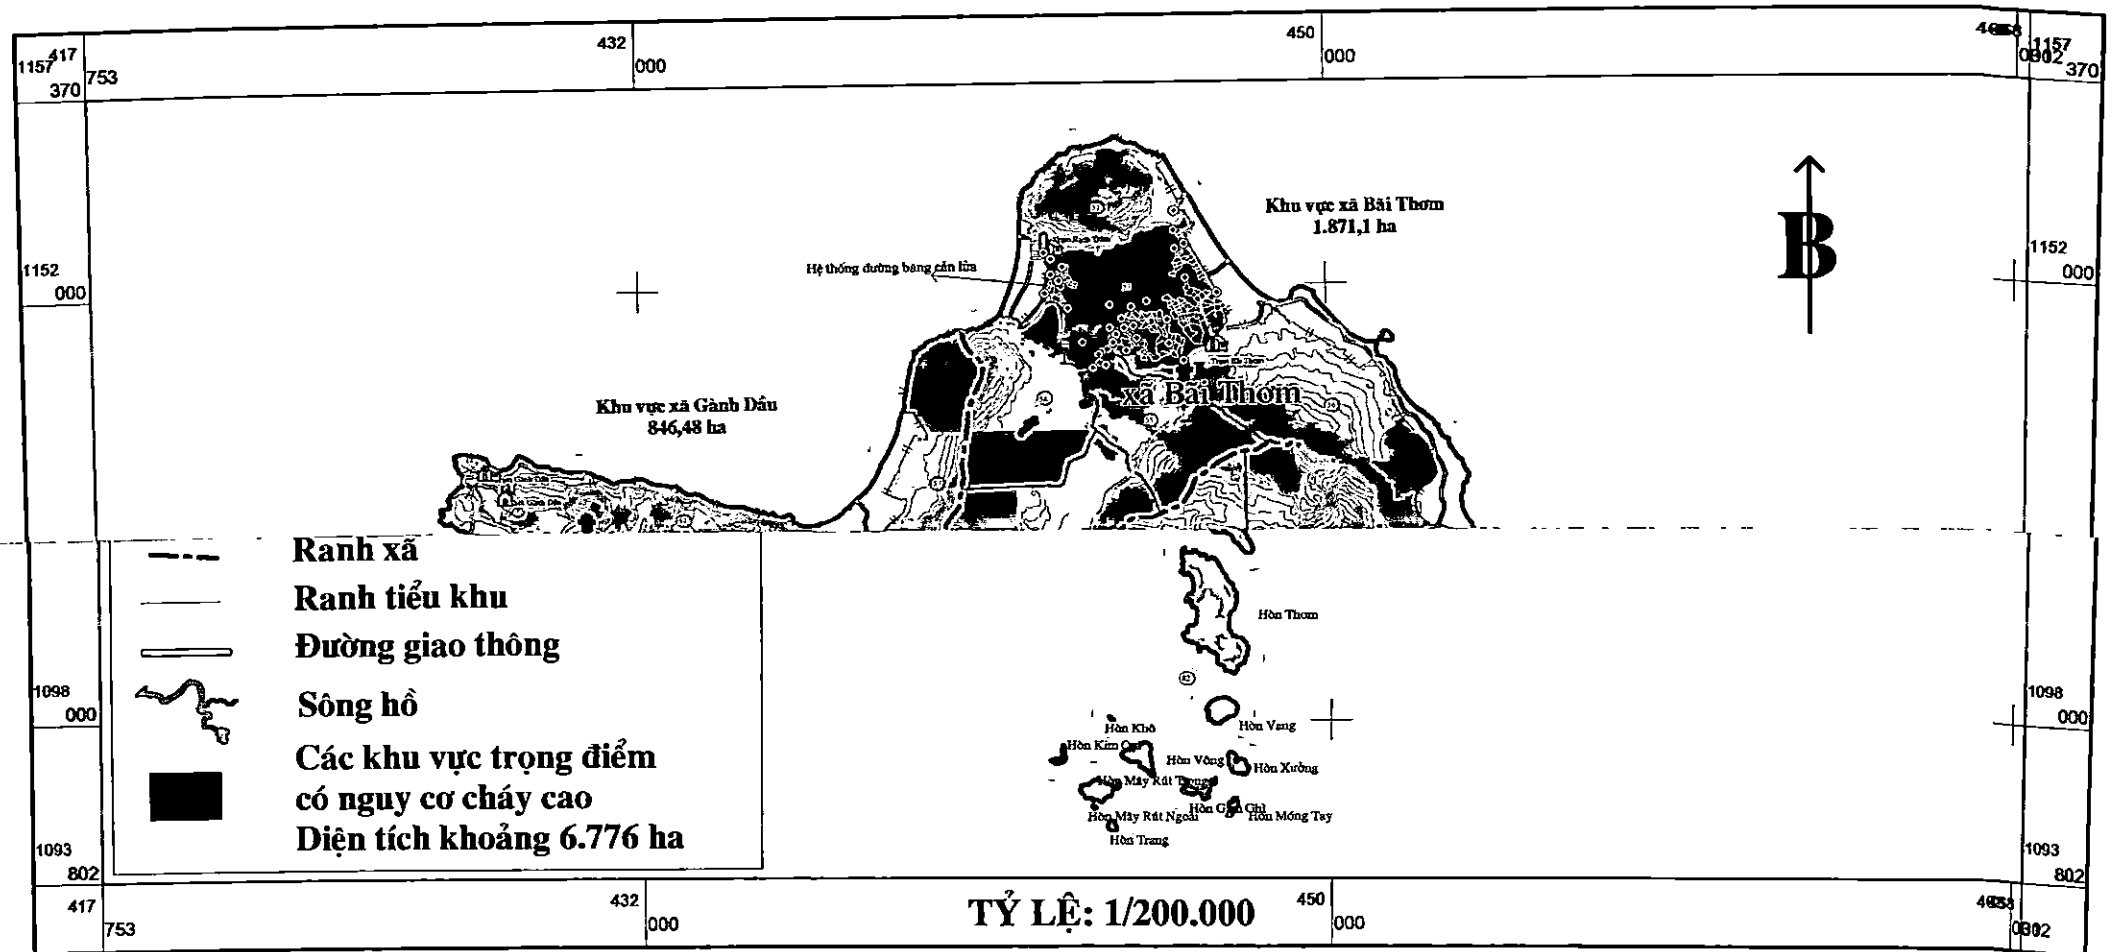 417
1157
370
753
432
000
450
000
1157
370
Khu vực xã Bãi Thơm
1.871,1 ha
B
Hệ thống đường băng cản lửa
1152
000
1152
000
xã Bãi Thơm
Khu vực xã Gành Dầu
846,48 ha
Ranh xã
Ranh tiểu khu
Đường giao thông
Sông hồ
Các khu vực trọng điểm
có nguy cơ cháy cao
Diện tích khoảng 6.776 ha
Hòn Thơm
82
1098
000
1098
000
Hòn Vang
Hòn Khô
Hòn Vông
Hòn Xưởng
Hòn Mây Rút Trong
Hòn Mây Rút Ngoài
Hòn Móng Tay
Hòn Trang
1093
802
1093
802
417
753
432
000
TỶ LỆ: 1/200.000
450
000